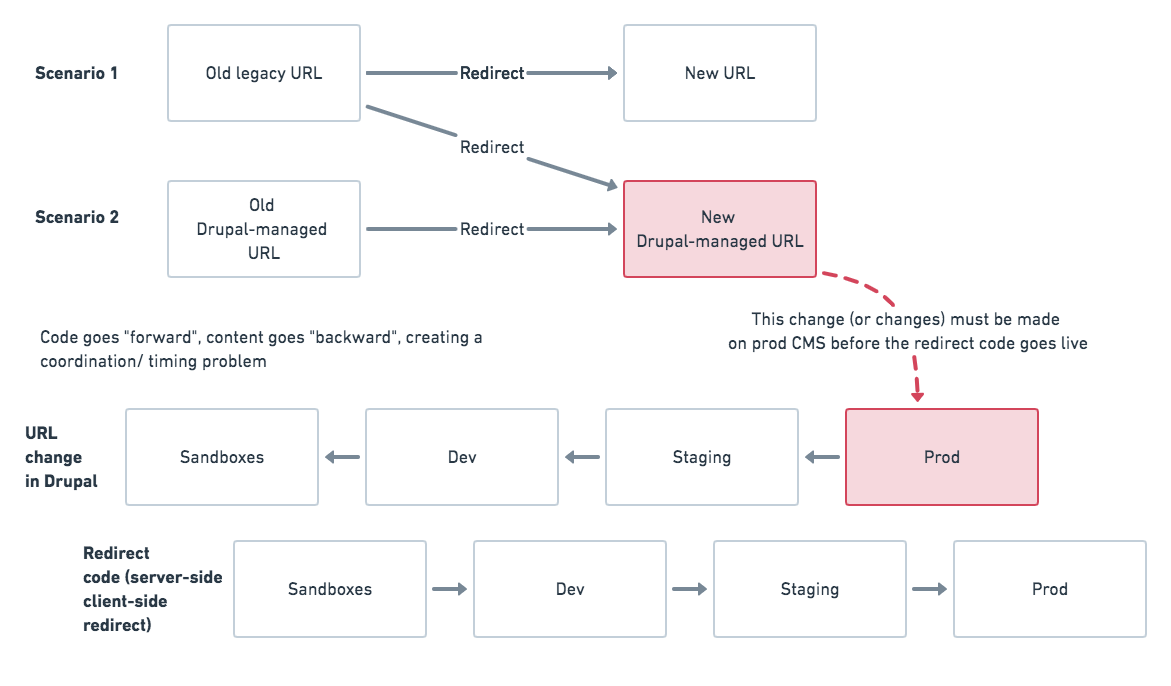 Scenario 1
Old legacy URL
Redirect
New URL
Redirect
Scenario 2
Old
Drupal-managed
URL
Redirect
New
Drupal-managed URL
Code goes "forward", content goes "backward", creating a
coordination/ timing problem
This change (or changes) must be made
on prod CMS before the redirect code goes live
URL
change
in Drupal
Sandboxes
Dev
Staging
Prod
Redirect
code (server-side
client-side
redirect)
Sandboxes
Dev
Staging
Prod